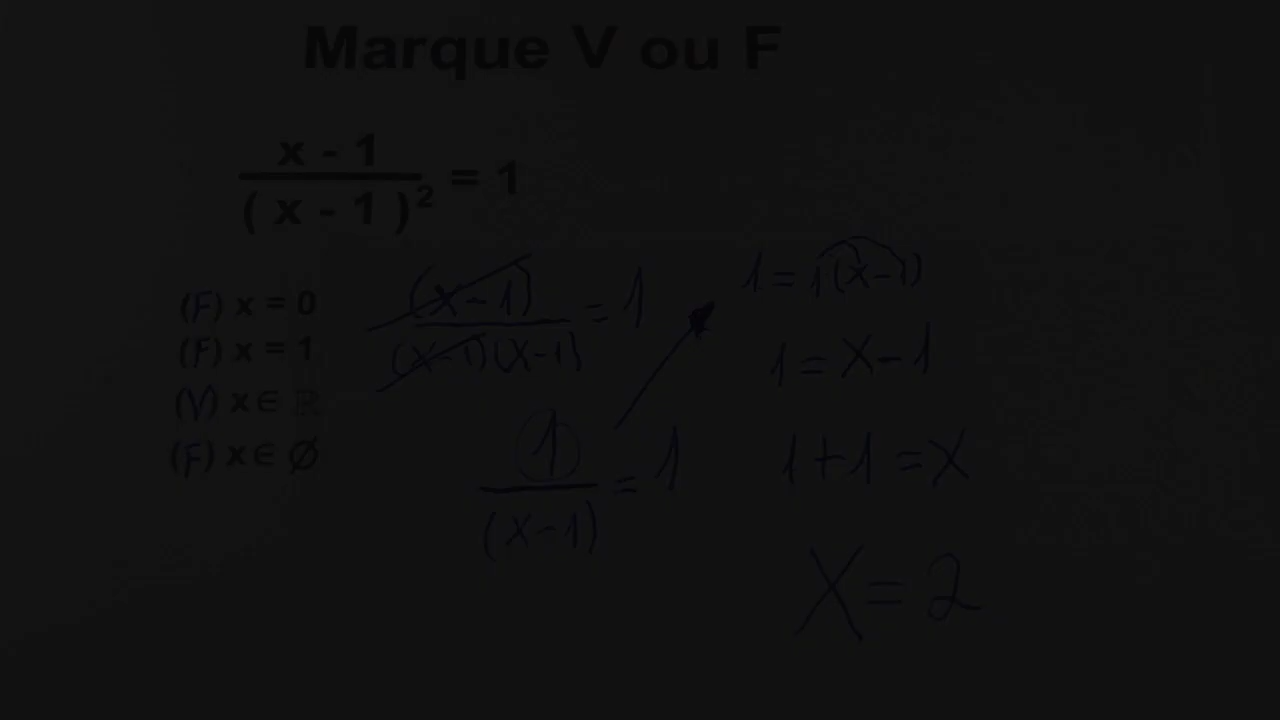 Marque V ou F
x - 1
= 1
( x - 1 )²
(F) x = 0
(F) x = 1
(V) x ∈ ℝ
(F) x ∈ Ø
(x - 1) = 1
(x - 1)(x - 1)
1 = 1
(x - 1)
1 = 1(x - 1)
1 = x - 1
1 + 1 = x
x = 2